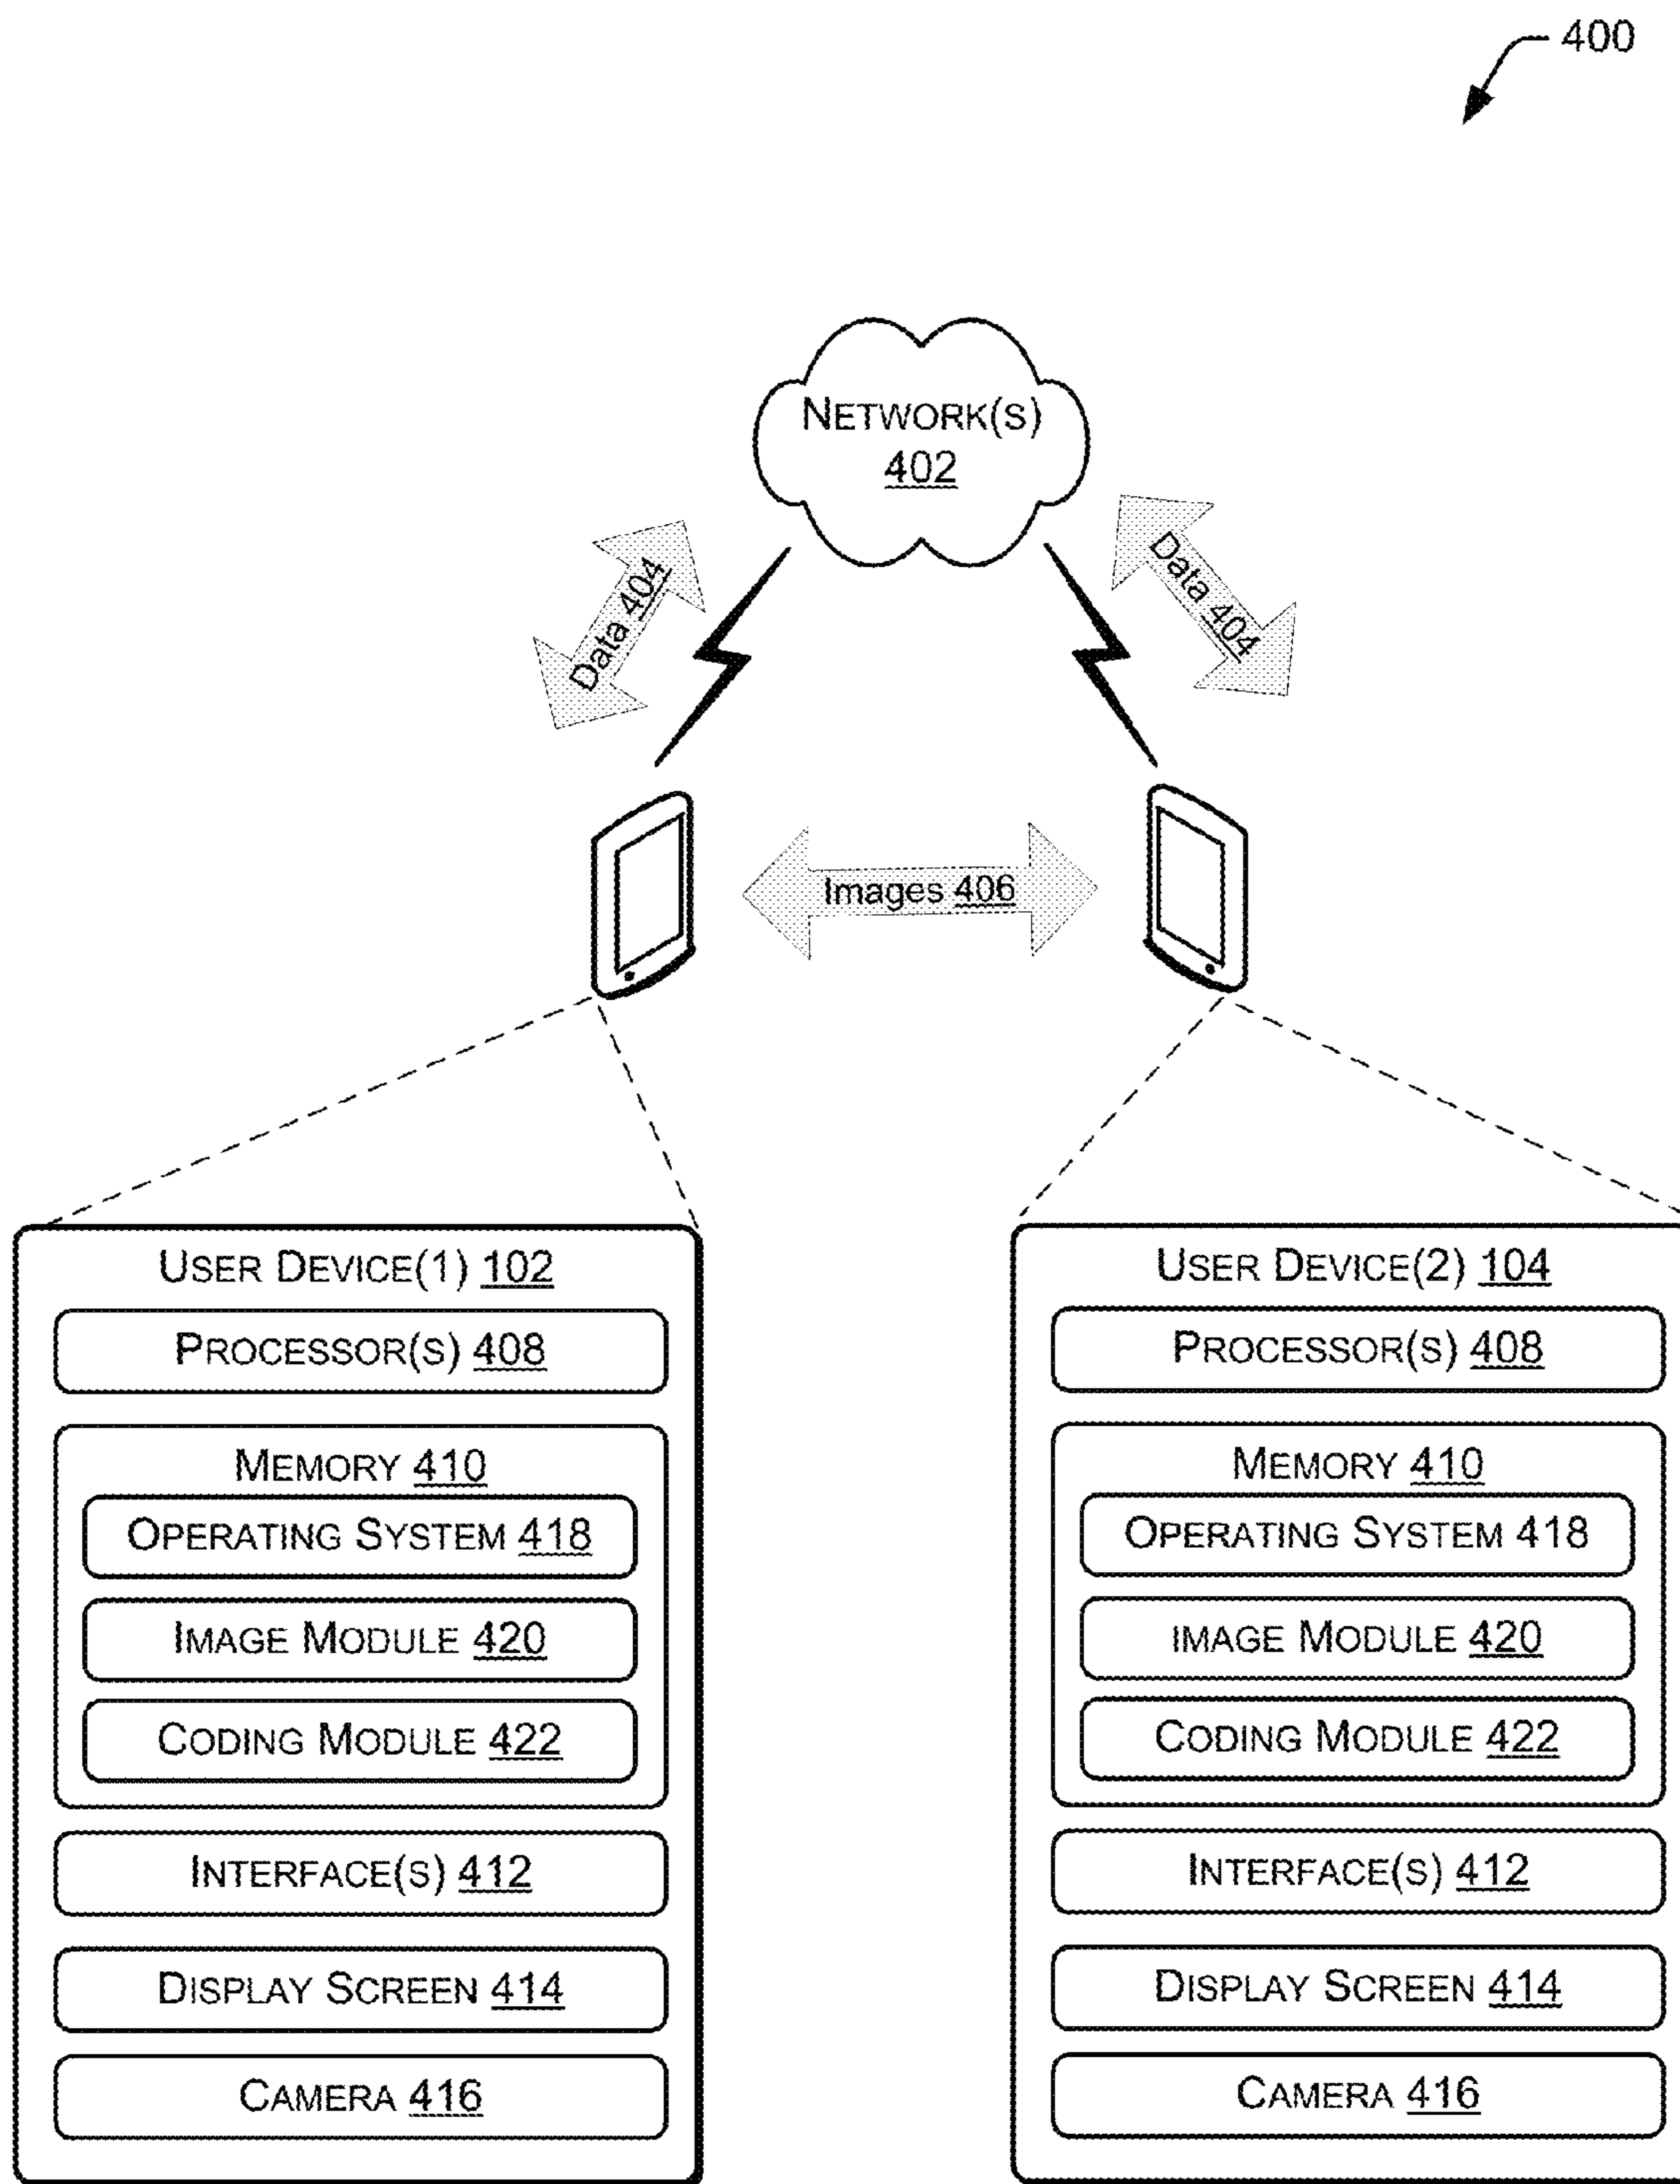 400
NETWORK(S)
402
Data 404
Data 404
Images 406
USER DEVICE(1) 102
PROCESSOR(S) 408
MEMORY 410
OPERATING SYSTEM 418
IMAGE MODULE 420
CODING MODULE 422
INTERFACE(S) 412
DISPLAY SCREEN 414
CAMERA 416
USER DEVICE(2) 104
PROCESSOR(S) 408
MEMORY 410
OPERATING SYSTEM 418
IMAGE MODULE 420
CODING MODULE 422
INTERFACE(S) 412
DISPLAY SCREEN 414
CAMERA 416